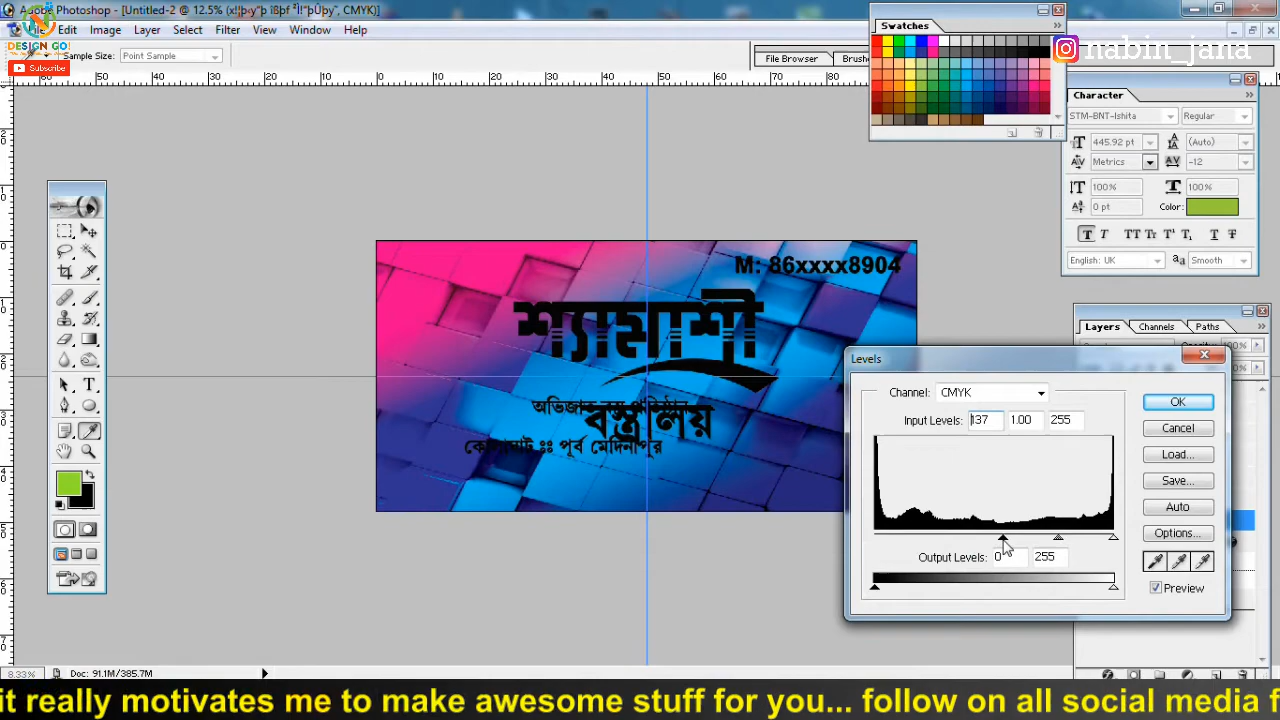 Adobe Photoshop - [Untitled-2 @ 12.5%
CMYK)]
File Edit Image Layer Select Filter View Window Help
DESIGN GO!
Subscribe
Sample Size: Point Sample
File Browser
Swatches
nabin_jana
Character
STM-BNT-Ishita Regular
445.92 pt (Auto)
Metrics -12
100% 100%
0 pt Color:
English: UK Smooth
M: 86xxxx8904
শ্যামাশ্রী
বস্ত্রালয়
কোলাঘাট ঃঃ পূর্ব মেদিনীপুর
Layers Channels Paths
Levels
Channel: CMYK
Input Levels: 137 1.00 255
Output Levels: 0 255
OK
Cancel
Load...
Save...
Auto
Options...
Preview
8.33% Doc: 91.1M/385.7M
it really motivates me to make awesome stuff for you... follow on all social media f